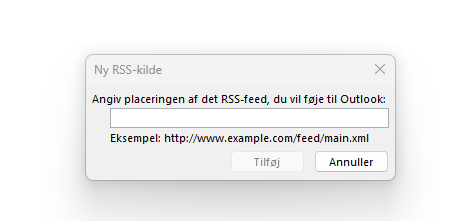 Ny RSS-kilde
Angiv placeringen af det RSS-feed, du vil føje til Outlook:
Eksempel: http://www.example.com/feed/main.xml
Tilføj
Annuller